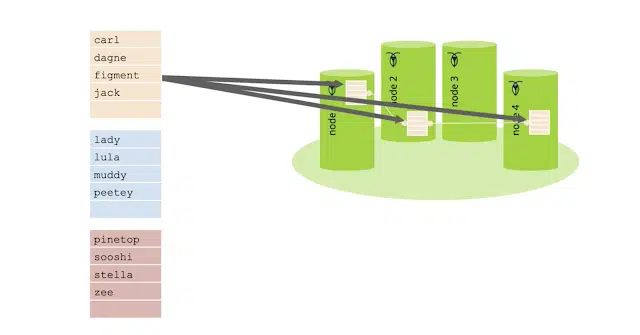 carl
dagne
figment
jack
lady
lula
muddy
peetey
pinetop
sooshi
stella
zee
node
node 2
node 3
node 4